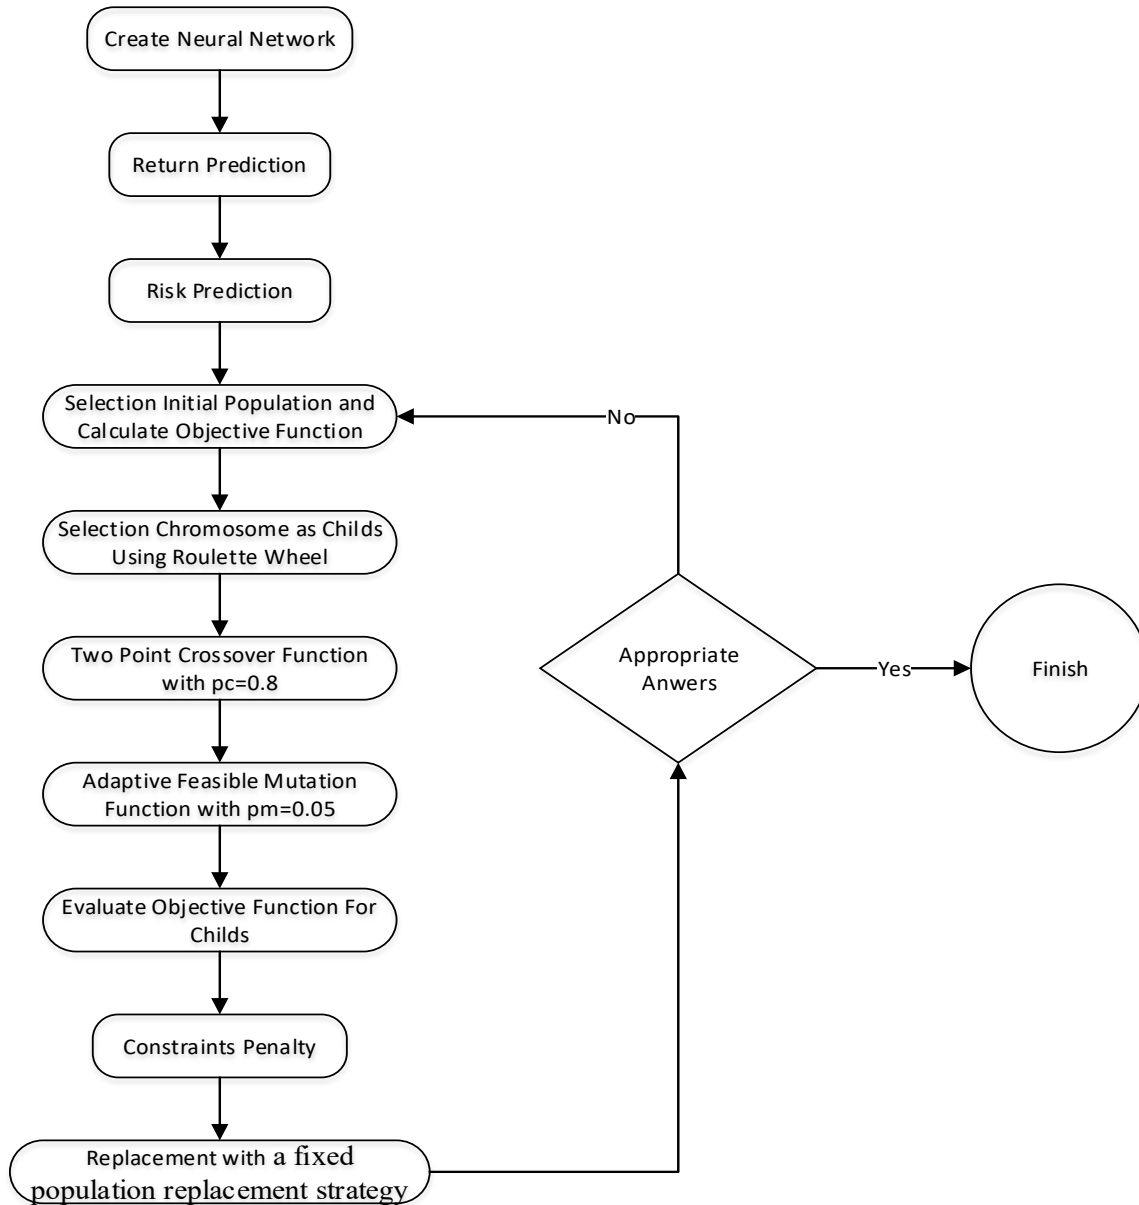 Create Neural Network
Return Prediction
Risk Prediction
Selection Initial Population and
Calculate Objective Function
Selection Chromosome as Childs
Using Roulette Wheel
Two Point Crossover Function
with pc=0.8
Adaptive Feasible Mutation
Function with pm=0.05
Evaluate Objective Function For
Childs
Constraints Penalty
Replacement with a fixed
population replacement strategy
No
Appropriate
Anwers
Yes
Finish